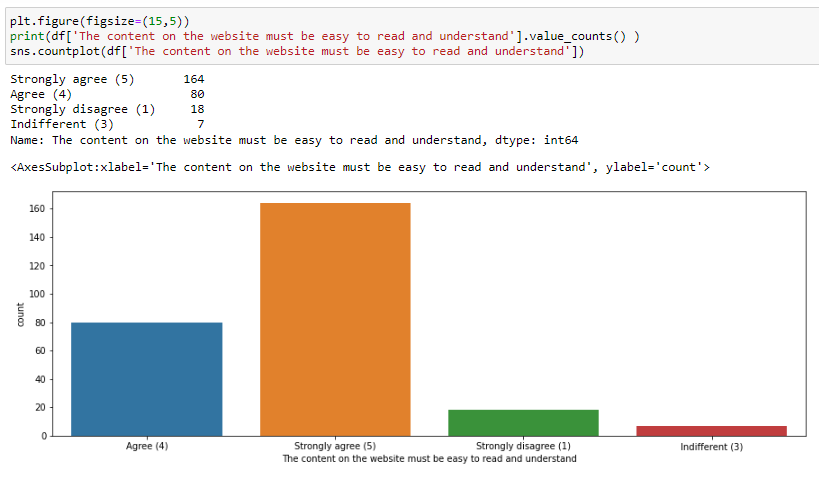 plt.figure(figsize=(15,5))
print(df['The content on the website must be easy to read and understand'].value_counts() )
sns.countplot(df['The content on the website must be easy to read and understand'])
Strongly agree (5)       164
Agree (4)                 80
Strongly disagree (1)     18
Indifferent (3)            7
Name: The content on the website must be easy to read and understand, dtype: int64
<AxesSubplot:xlabel='The content on the website must be easy to read and understand', ylabel='count'>
160
140
120
100
80
60
40
20
0
count
Agree (4) Strongly agree (5) Strongly disagree (1) Indifferent (3)
The content on the website must be easy to read and understand